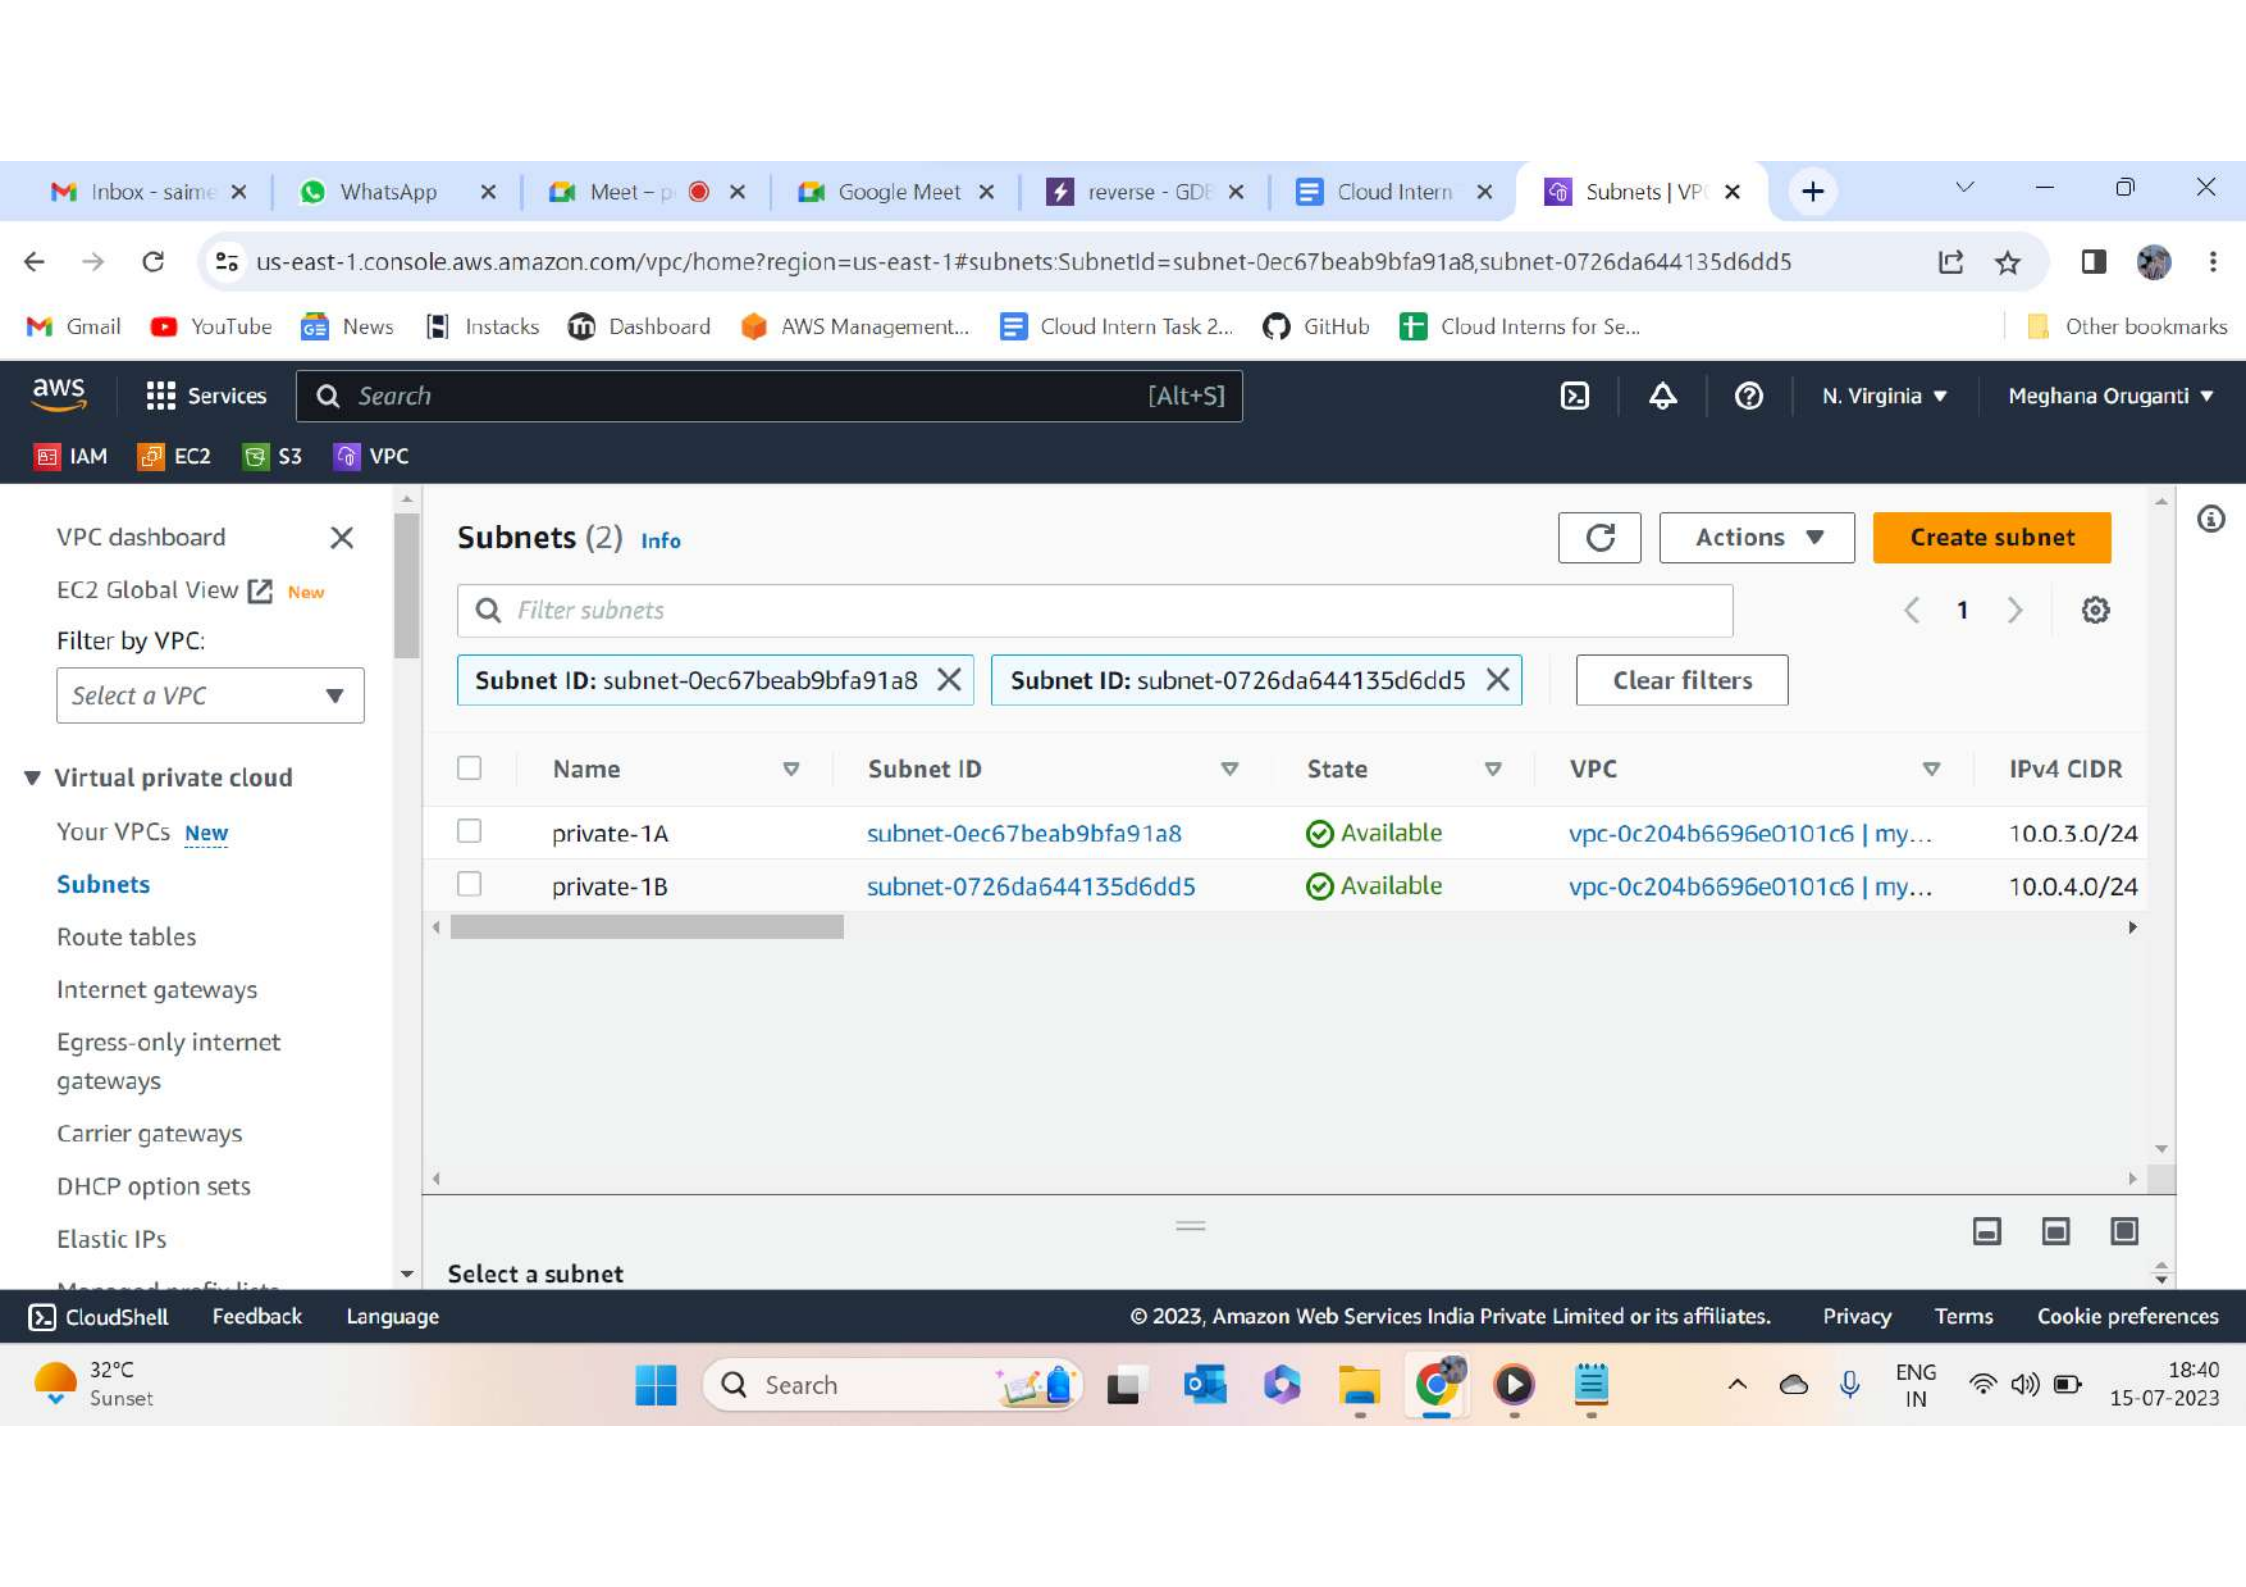 Inbox - saime
WhatsApp
Meet – p
Google Meet
reverse - GDB
Cloud Intern
Subnets | VPC
us-east-1.console.aws.amazon.com/vpc/home?region=us-east-1#subnets:SubnetId=subnet-0ec67beab9bfa91a8,subnet-0726da644135d6dd5
Gmail YouTube GE News Instacks Dashboard AWS Management... Cloud Intern Task 2... GitHub Cloud Interns for Se... Other bookmarks
aws Services Search [Alt+S] N. Virginia Meghana Oruganti
IAM EC2 S3 VPC
VPC dashboard
EC2 Global View New
Filter by VPC:
Select a VPC
Virtual private cloud
Your VPCs New
Subnets
Route tables
Internet gateways
Egress-only internet
gateways
Carrier gateways
DHCP option sets
Elastic IPs
Managed prefix lists
Subnets (2) Info Actions Create subnet
Filter subnets 1
Subnet ID: subnet-0ec67beab9bfa91a8 Subnet ID: subnet-0726da644135d6dd5 Clear filters
Name Subnet ID State VPC IPv4 CIDR
private-1A subnet-0ec67beab9bfa91a8 Available vpc-0c204b6696e0101c6 | my... 10.0.3.0/24
private-1B subnet-0726da644135d6dd5 Available vpc-0c204b6696e0101c6 | my... 10.0.4.0/24
Select a subnet
CloudShell Feedback Language © 2023, Amazon Web Services India Private Limited or its affiliates. Privacy Terms Cookie preferences
32°C
Sunset
Search
ENG
IN
18:40
15-07-2023